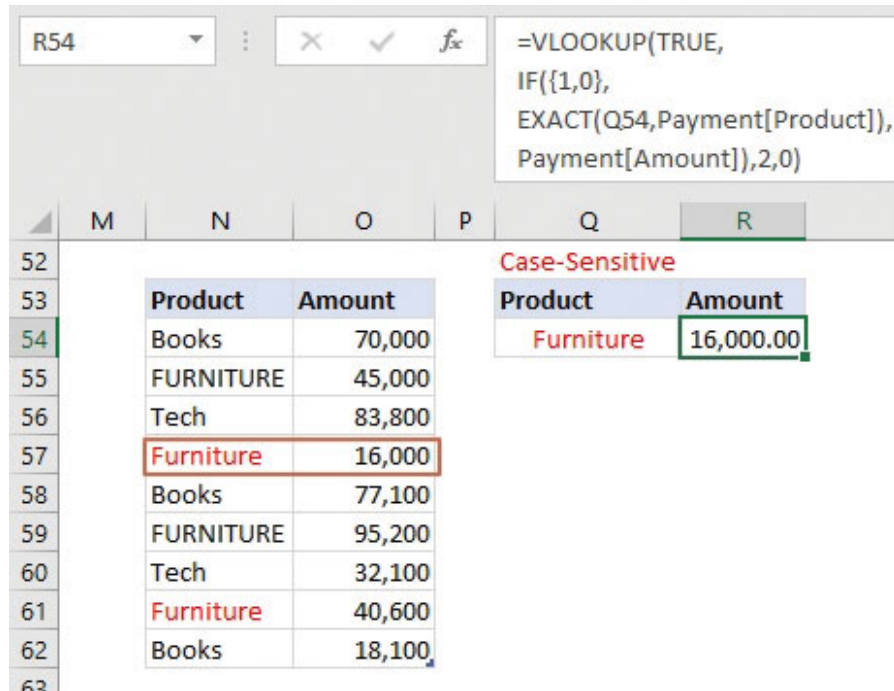 R54 fx =VLOOKUP(TRUE,
IF({1,0},
EXACT(Q54,Payment[Product]),
Payment[Amount]),2,0)
M N O P Q R
52 Case-Sensitive
53 Product Amount Product Amount
54 Books 70,000 Furniture 16,000.00
55 FURNITURE 45,000
56 Tech 83,800
57 Furniture 16,000
58 Books 77,100
59 FURNITURE 95,200
60 Tech 32,100
61 Furniture 40,600
62 Books 18,100
63